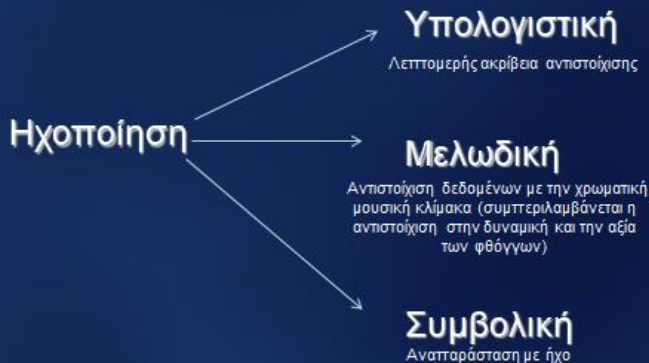 Υπολογιστική
Λεπτομερής ακρίβεια αντιστοίχισης
Ηχοποίηση
Μελωδική
Αντιστοίχιση δεδομένων με την χρωματική
μουσική κλίμακα (συμπεριλαμβάνεται η
αντιστοίχιση στην δυναμική και την αξία
των φθόγγων)
Συμβολική
Αναπαράσταση με ήχο